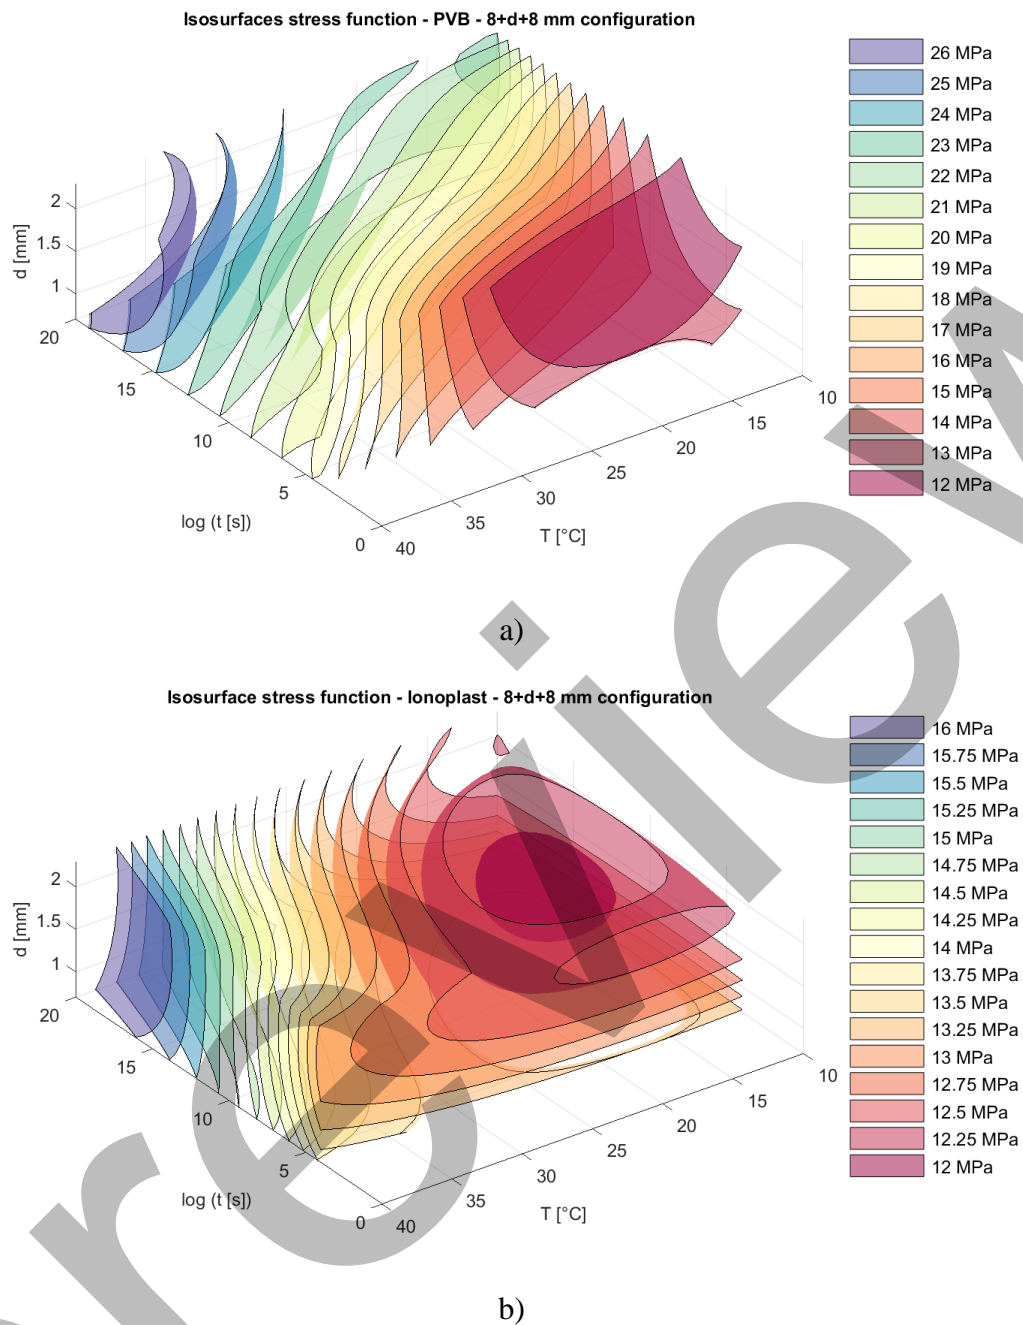 Isosurfaces stress function - PVB - 8+d+8 mm configuration
26 MPa
25 MPa
24 MPa
23 MPa
22 MPa
21 MPa
20 MPa
19 MPa
18 MPa
17 MPa
16 MPa
15 MPa
14 MPa
13 MPa
12 MPa
d [mm]
2
1.5
1
20
15
10
5
0
log (t [s])
40
35
30
25
20
15
10
T [°C]
a)
Isosurface stress function - Ionoplast - 8+d+8 mm configuration
16 MPa
15.75 MPa
15.5 MPa
15.25 MPa
15 MPa
14.75 MPa
14.5 MPa
14.25 MPa
14 MPa
13.75 MPa
13.5 MPa
13.25 MPa
13 MPa
12.75 MPa
12.5 MPa
12.25 MPa
12 MPa
d [mm]
2
1.5
1
20
15
10
5
0
log (t [s])
40
35
30
25
20
15
10
T [°C]
b)